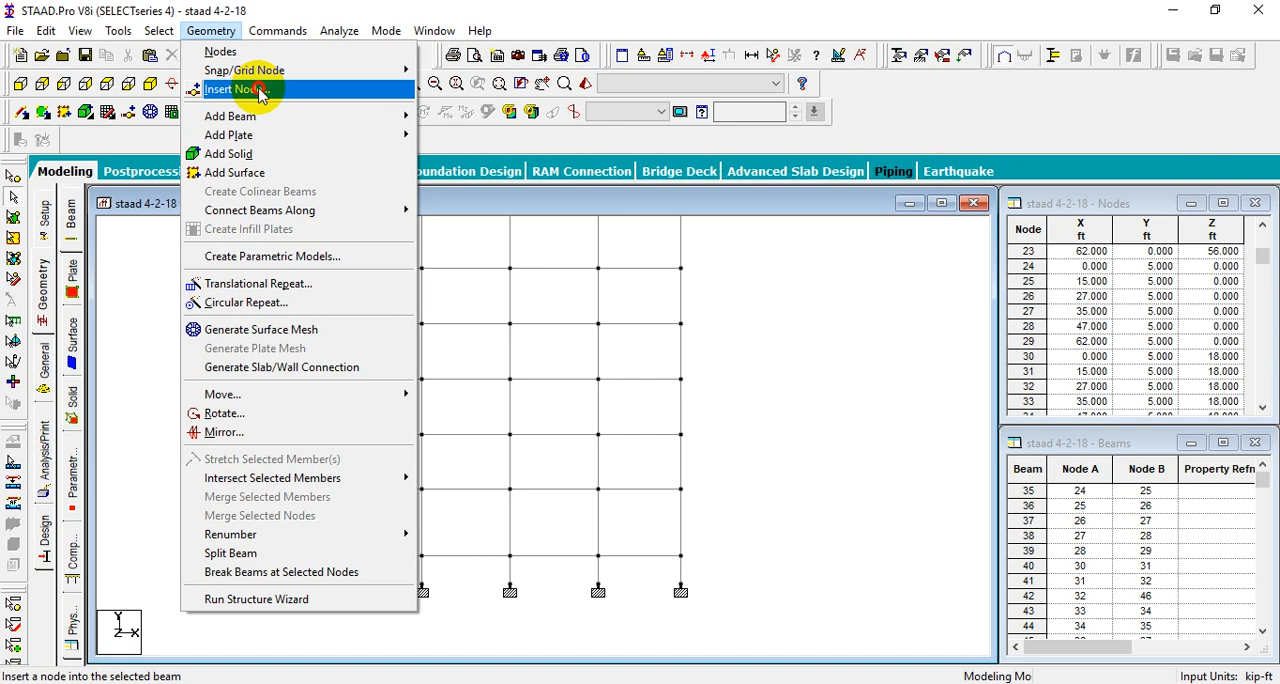 STAAD.Pro V8i (SELECTseries 4) - staad 4-2-18
File Edit View Tools Select Geometry Commands Analyze Mode Window Help
Nodes
Snap/Grid Node
Insert Node...
Add Beam
Add Plate
Add Solid
Add Surface
Create Colinear Beams
Connect Beams Along
Create Infill Plates
Create Parametric Models...
Translational Repeat...
Circular Repeat...
Generate Surface Mesh
Generate Plate Mesh
Generate Slab/Wall Connection
Move...
Rotate...
Mirror...
Stretch Selected Member(s)
Intersect Selected Members
Merge Selected Members
Merge Selected Nodes
Renumber
Split Beam
Break Beams at Selected Nodes
Run Structure Wizard
Modeling Postprocessi oundation Design RAM Connection Bridge Deck Advanced Slab Design Piping Earthquake
Setup
Geometry
General
Analysis/Print
Design
Beam
Plate
Surface
Solid
Parametr...
Comp...
Phys...
staad 4-2-18
Y
Z X
staad 4-2-18 - Nodes
Node X ft Y ft Z ft
23 62.000 0.000 56.000
24 0.000 5.000 0.000
25 15.000 5.000 0.000
26 27.000 5.000 0.000
27 35.000 5.000 0.000
28 47.000 5.000 0.000
29 62.000 5.000 0.000
30 0.000 5.000 18.000
31 15.000 5.000 18.000
32 27.000 5.000 18.000
33 35.000 5.000 18.000
staad 4-2-18 - Beams
Beam Node A Node B Property Refn
35 24 25
36 25 26
37 26 27
38 27 28
39 28 29
40 30 31
41 31 32
42 32 46
43 33 34
44 34 35
Insert a node into the selected beam
Modeling Mo
Input Units: kip-ft